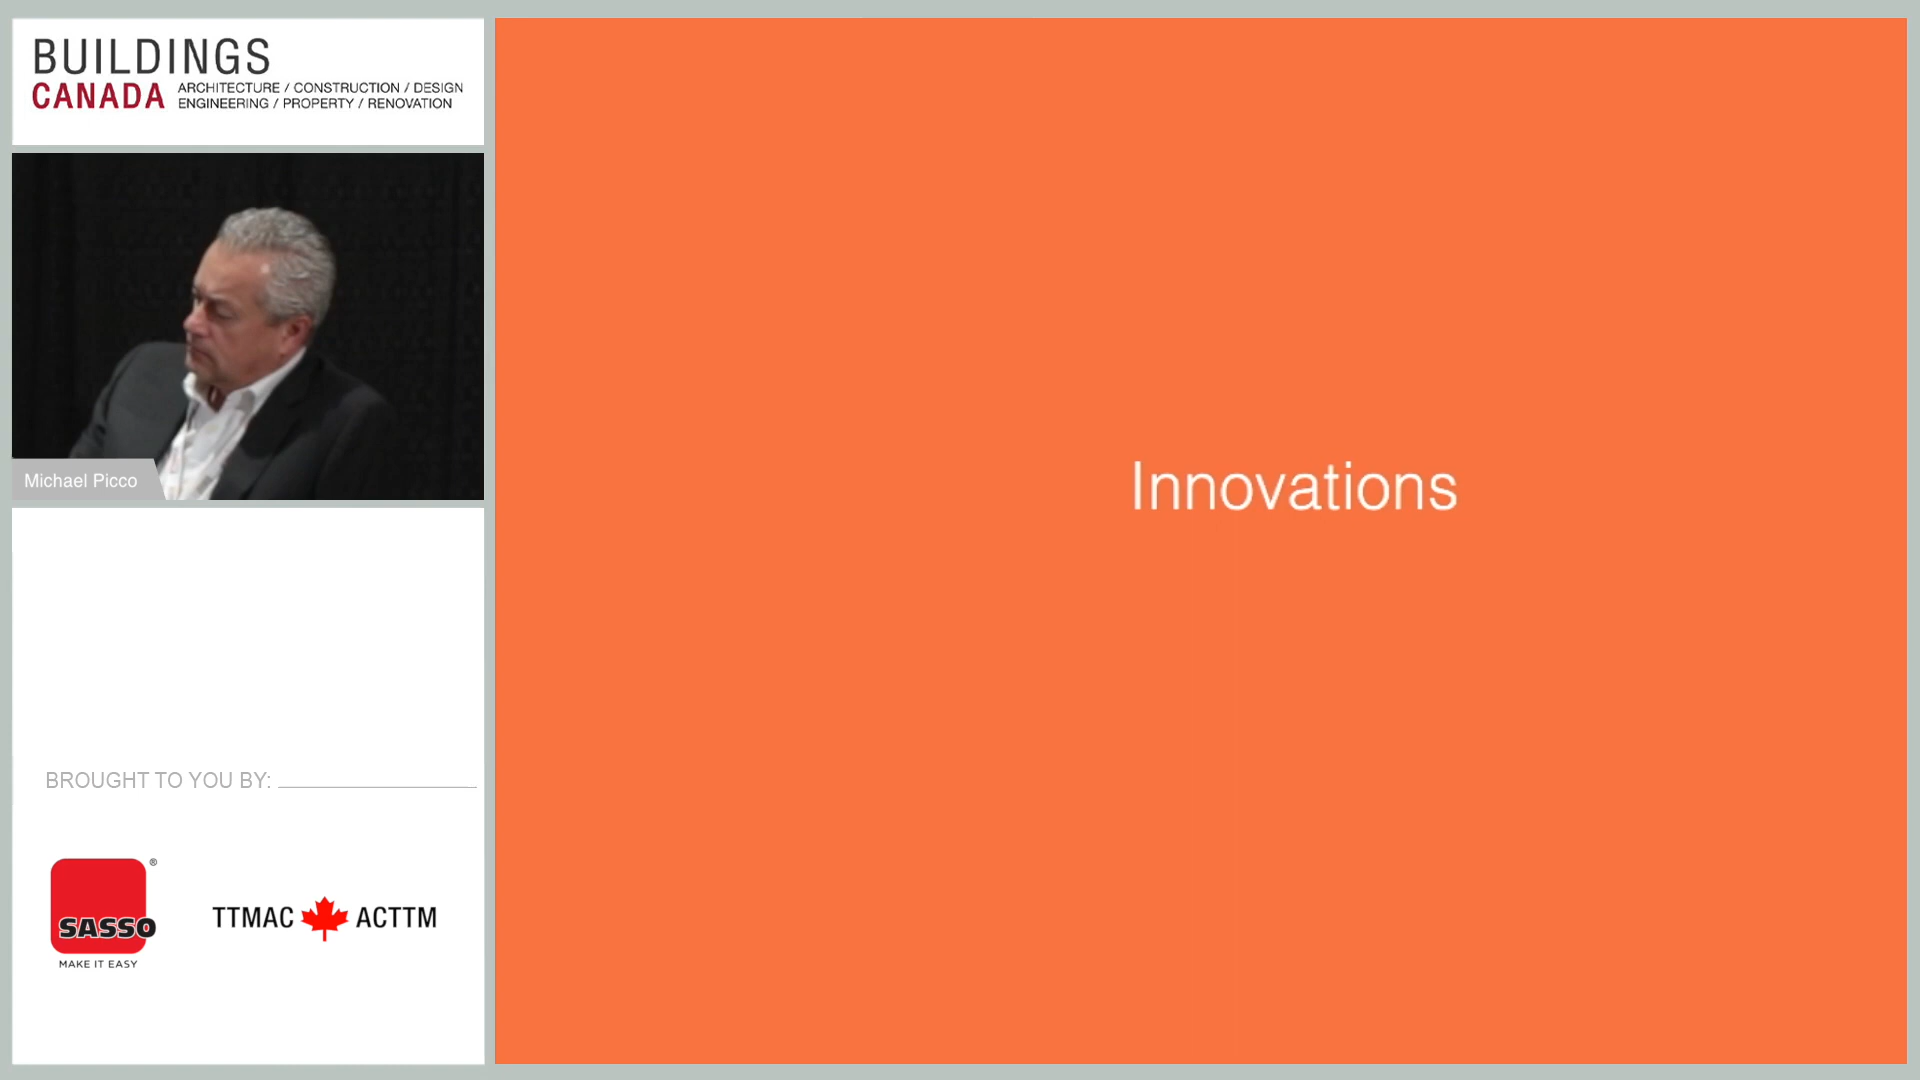 BUILDINGS
CANADA
ARCHITECTURE / CONSTRUCTION / DESIGN
ENGINEERING / PROPERTY / RENOVATION
Michael Picco
BROUGHT TO YOU BY:
SASSO ®
MAKE IT EASY
TTMAC ACTTM
Innovations